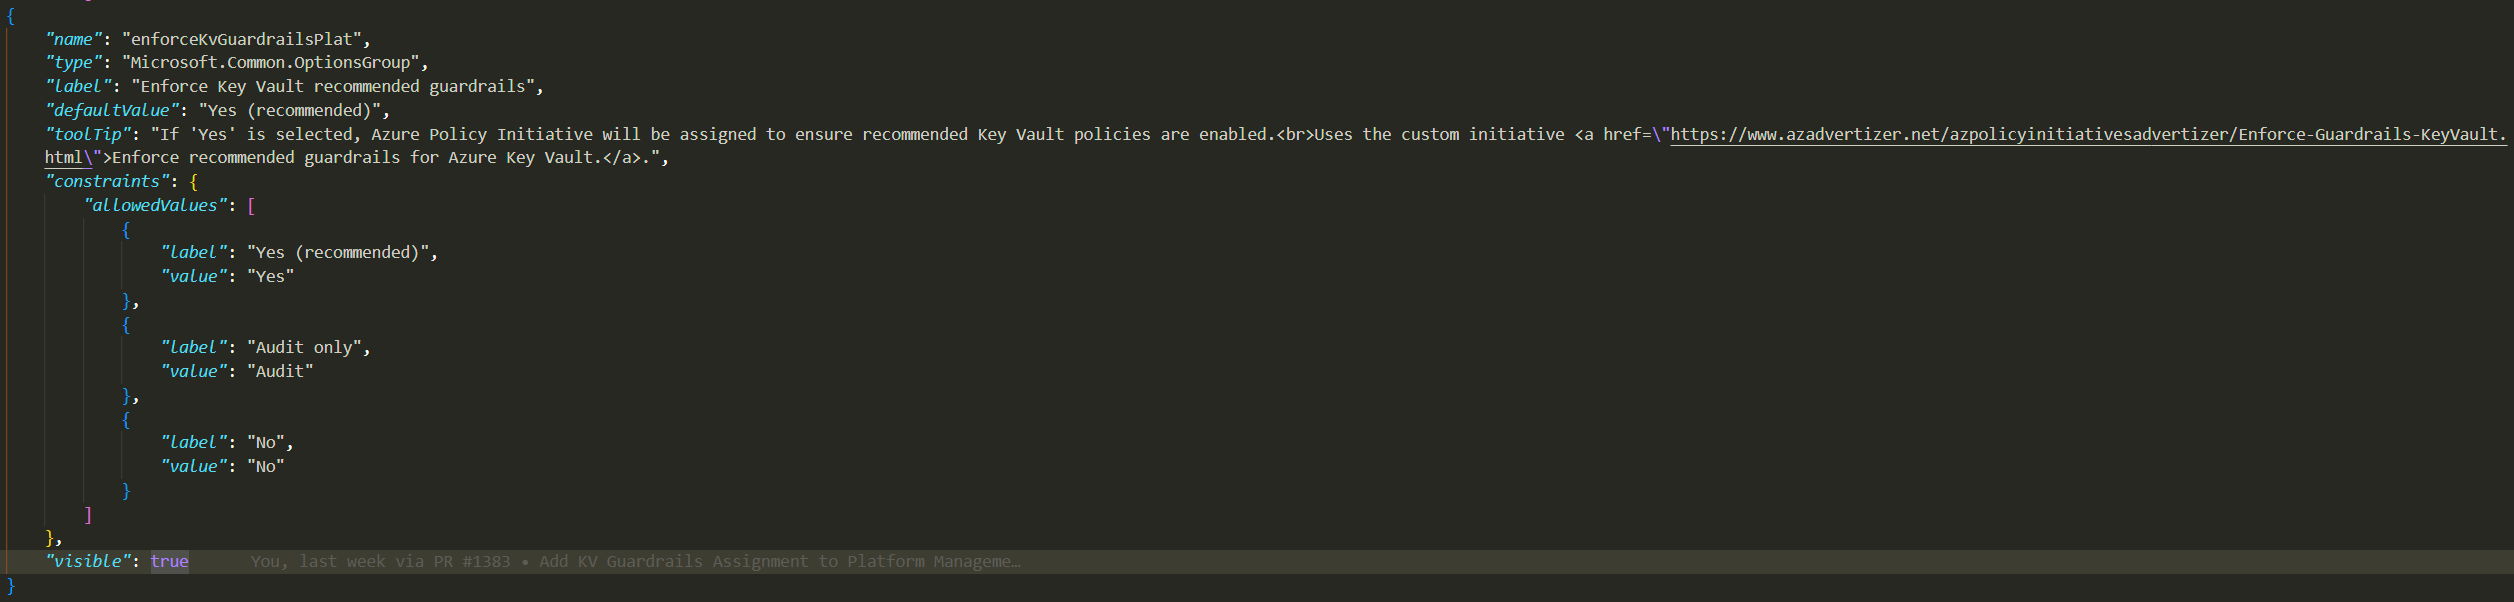 {
"name": "enforceKvGuardrailsPlat",
"type": "Microsoft.Common.OptionsGroup",
"label": "Enforce Key Vault recommended guardrails",
"defaultValue": "Yes (recommended)",
"toolTip": "If 'Yes' is selected, Azure Policy Initiative will be assigned to ensure recommended Key Vault policies are enabled.<br>Uses the custom initiative <a href=\"https://www.azadvertizer.net/azpolicyinitiativesadvertizer/Enforce-Guardrails-KeyVault.
html\">Enforce recommended guardrails for Azure Key Vault.</a>.",
"constraints": {
"allowedValues": [
{
"label": "Yes (recommended)",
"value": "Yes"
},
{
"label": "Audit only",
"value": "Audit"
},
{
"label": "No",
"value": "No"
}
]
},
"visible": true You, last week via PR #1383 • Add KV Guardrails Assignment to Platform Manageme…
}